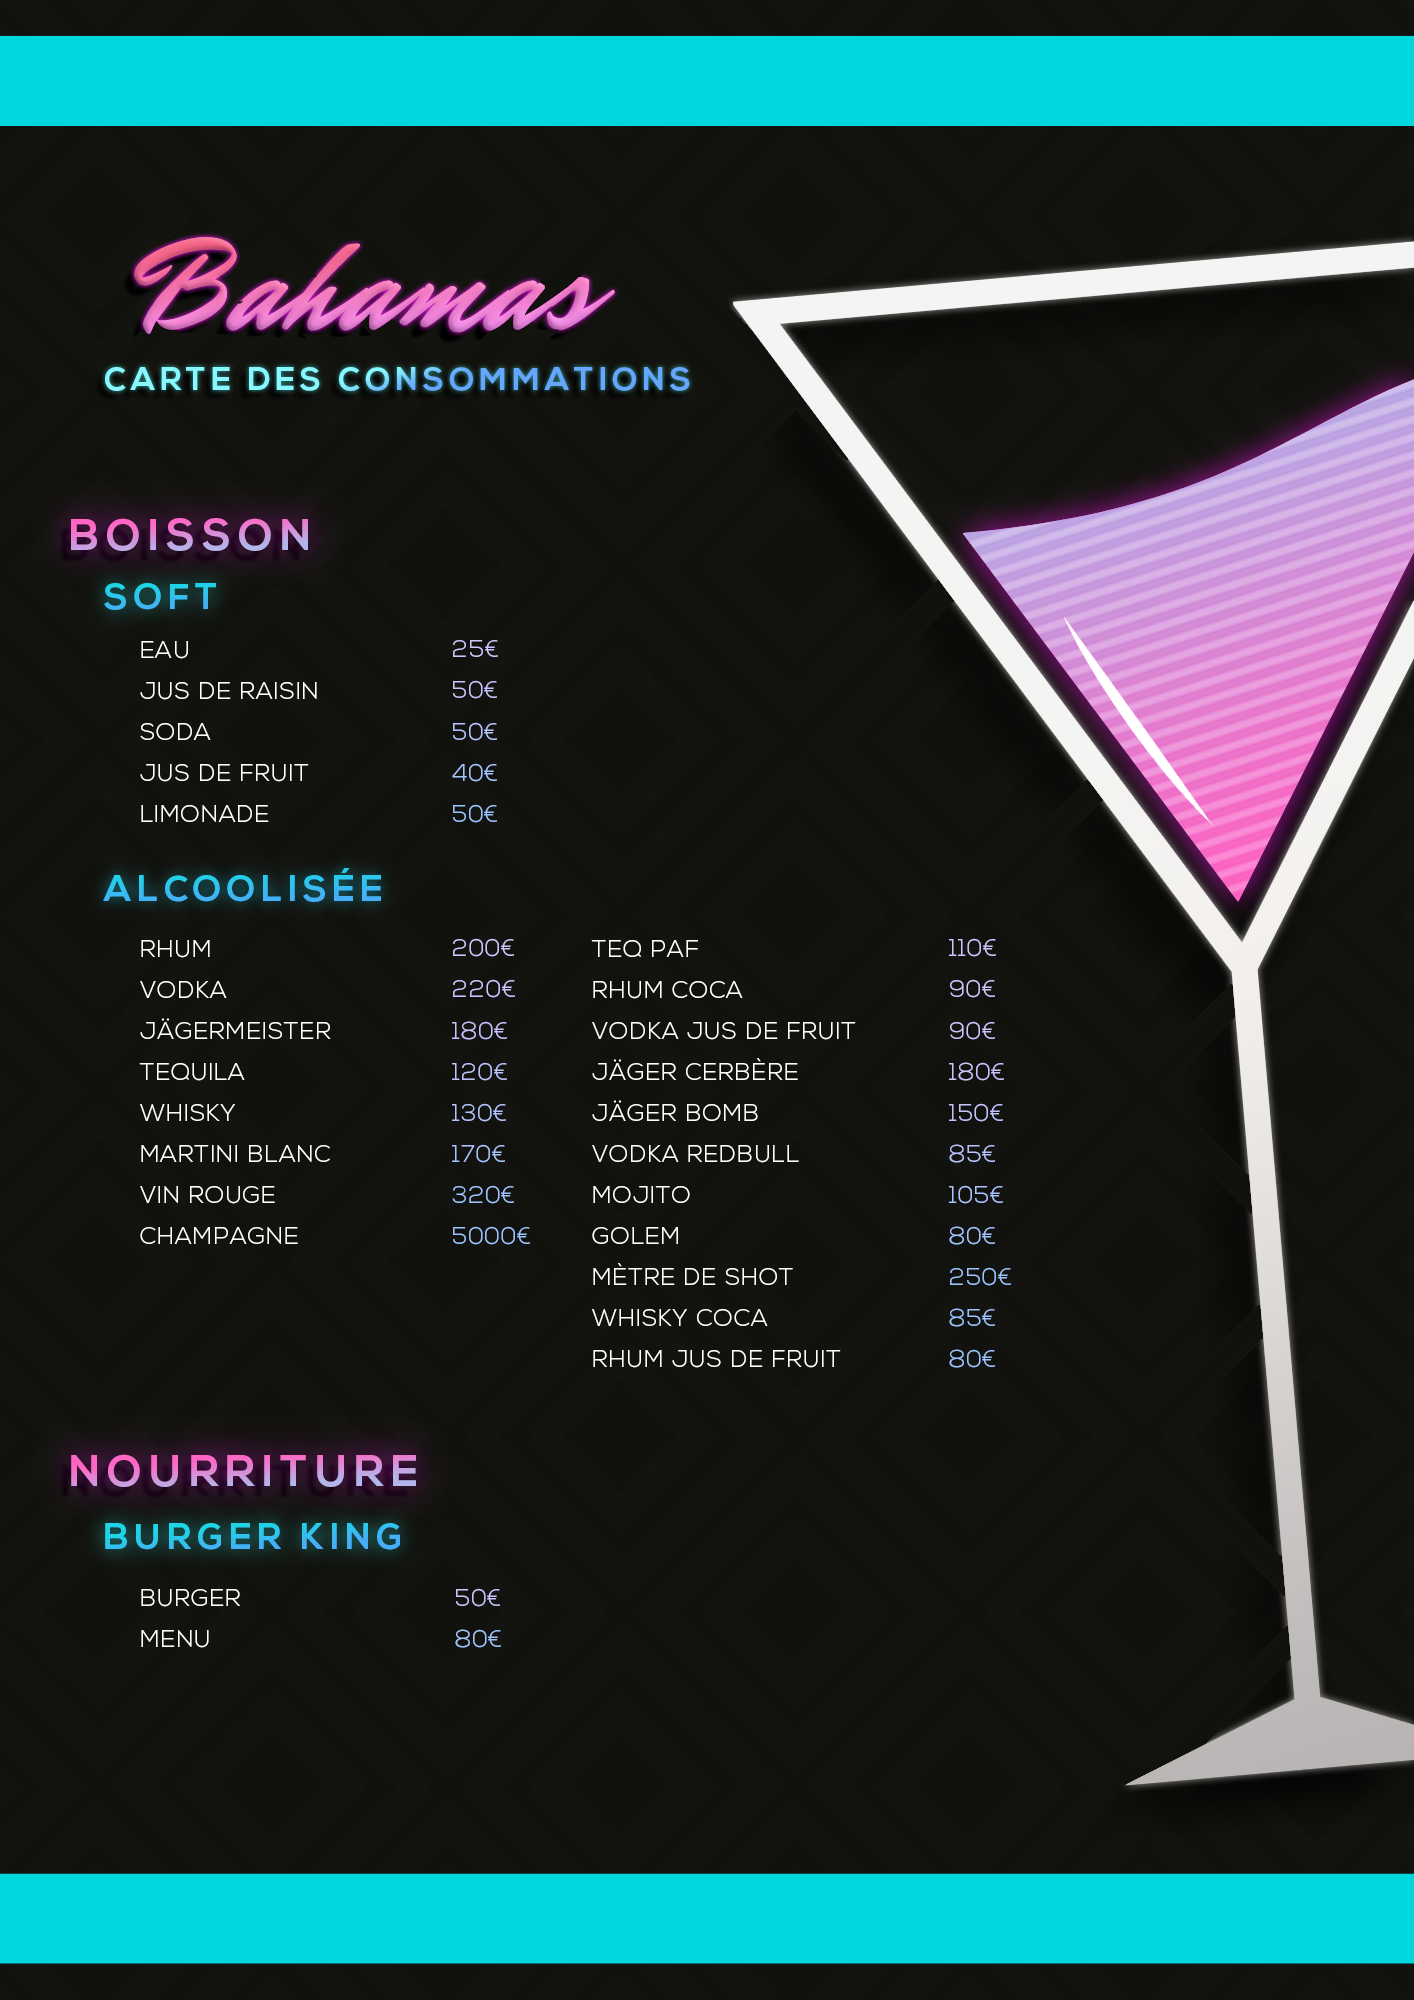 Bahamas
CARTE DES CONSOMMATIONS
BOISSON
SOFT
EAU 25€
JUS DE RAISIN 50€
SODA 50€
JUS DE FRUIT 40€
LIMONADE 50€
ALCOOLISÉE
RHUM 200€
VODKA 220€
JÄGERMEISTER 180€
TEQUILA 120€
WHISKY 130€
MARTINI BLANC 170€
VIN ROUGE 320€
CHAMPAGNE 5000€
TEQ PAF 110€
RHUM COCA 90€
VODKA JUS DE FRUIT 90€
JÄGER CERBÈRE 180€
JÄGER BOMB 150€
VODKA REDBULL 85€
MOJITO 105€
GOLEM 80€
MÈTRE DE SHOT 250€
WHISKY COCA 85€
RHUM JUS DE FRUIT 80€
NOURRITURE
BURGER KING
BURGER 50€
MENU 80€